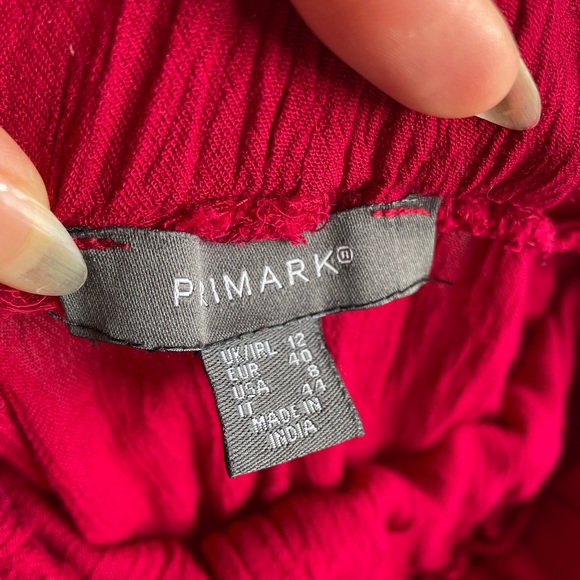 PRIMARK®
UK/IRL 12
EUR 40
USA 8
IT 44
MADE IN
INDIA